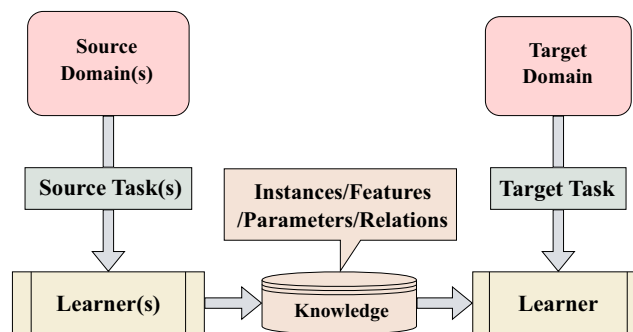 Source
Domain(s)
Target
Domain
Source Task(s)
Instances/Features
/Parameters/Relations
Target Task
Learner(s)
Knowledge
Learner